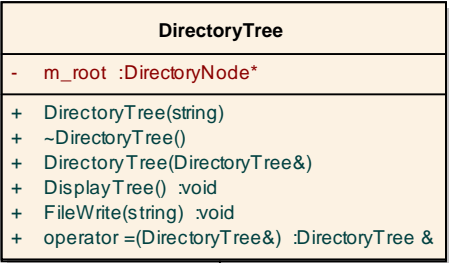 DirectoryTree
- m_root :DirectoryNode*
+ DirectoryTree(string)
+ ~DirectoryTree()
+ DirectoryTree(DirectoryTree&)
+ DisplayTree() :void
+ FileWrite(string) :void
+ operator =(DirectoryTree&) :DirectoryTree &